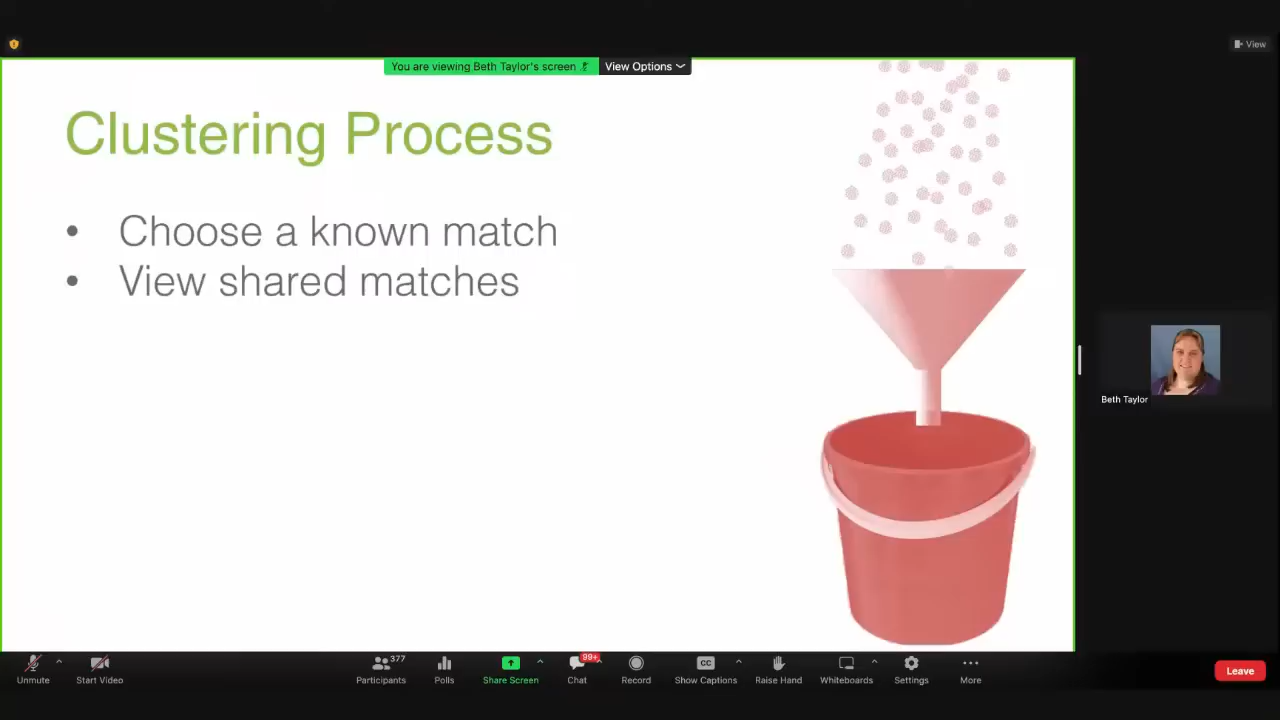 View
You are viewing Beth Taylor's screen
View Options
Clustering Process
• Choose a known match
• View shared matches
Beth Taylor
Unmute
Start Video
Participants
377
Polls
Share Screen
Chat
99+
Record
CC
Show Captions
Raise Hand
Whiteboards
Settings
More
Leave